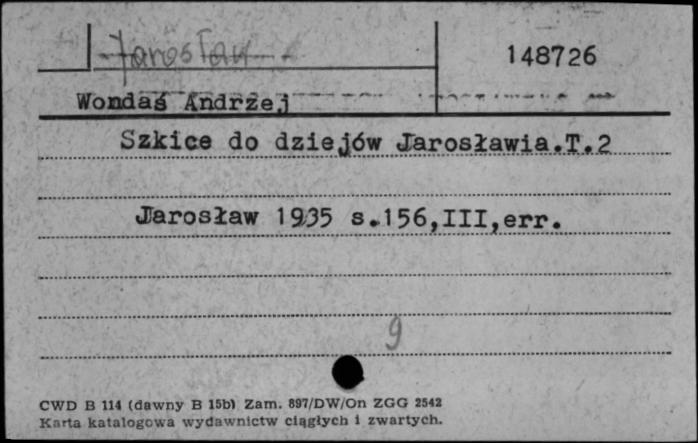 Jarosław
148726
Wondaś Andrzej
Szkice do dziejów Jarosławia.T.2
Jarosław 1935 s.156,III,err.
9
CWD B 114 (dawny B 15b) Zam. 897/DW/On ZGG 2542
Karta katalogowa wydawnictw ciągłych i zwartych.